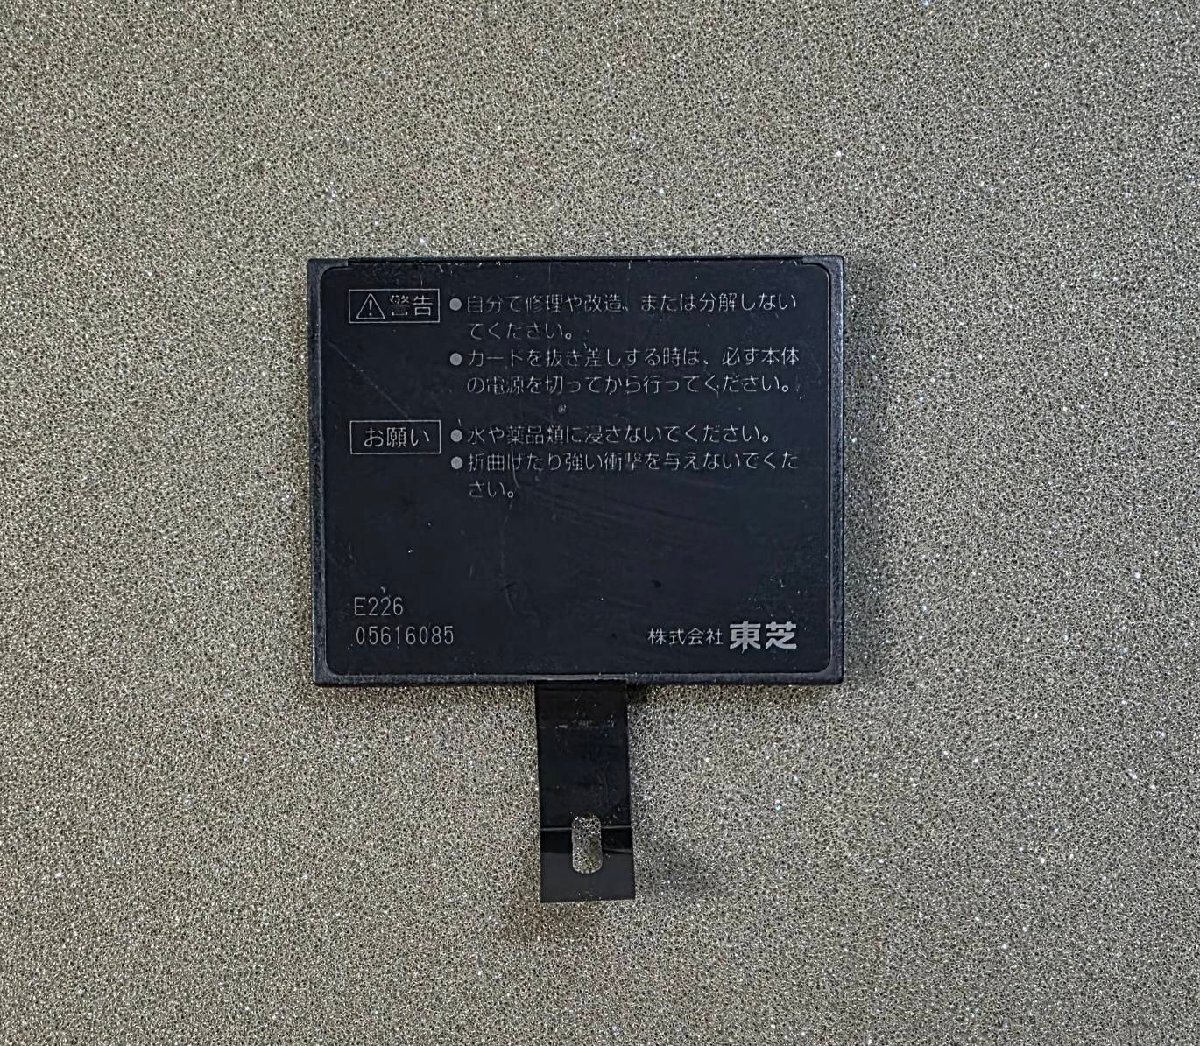 ⚠警告 ●自分で修理や改造、または分解しない
てください。
●カードを抜き差しする時は、必ず本体
の電源を切ってから行ってください。
お願い ●水や薬品類に浸さないでください。
●折曲げたり強い衝撃を与えないでくだ
さい。
E226
05616085
株式会社 東芝